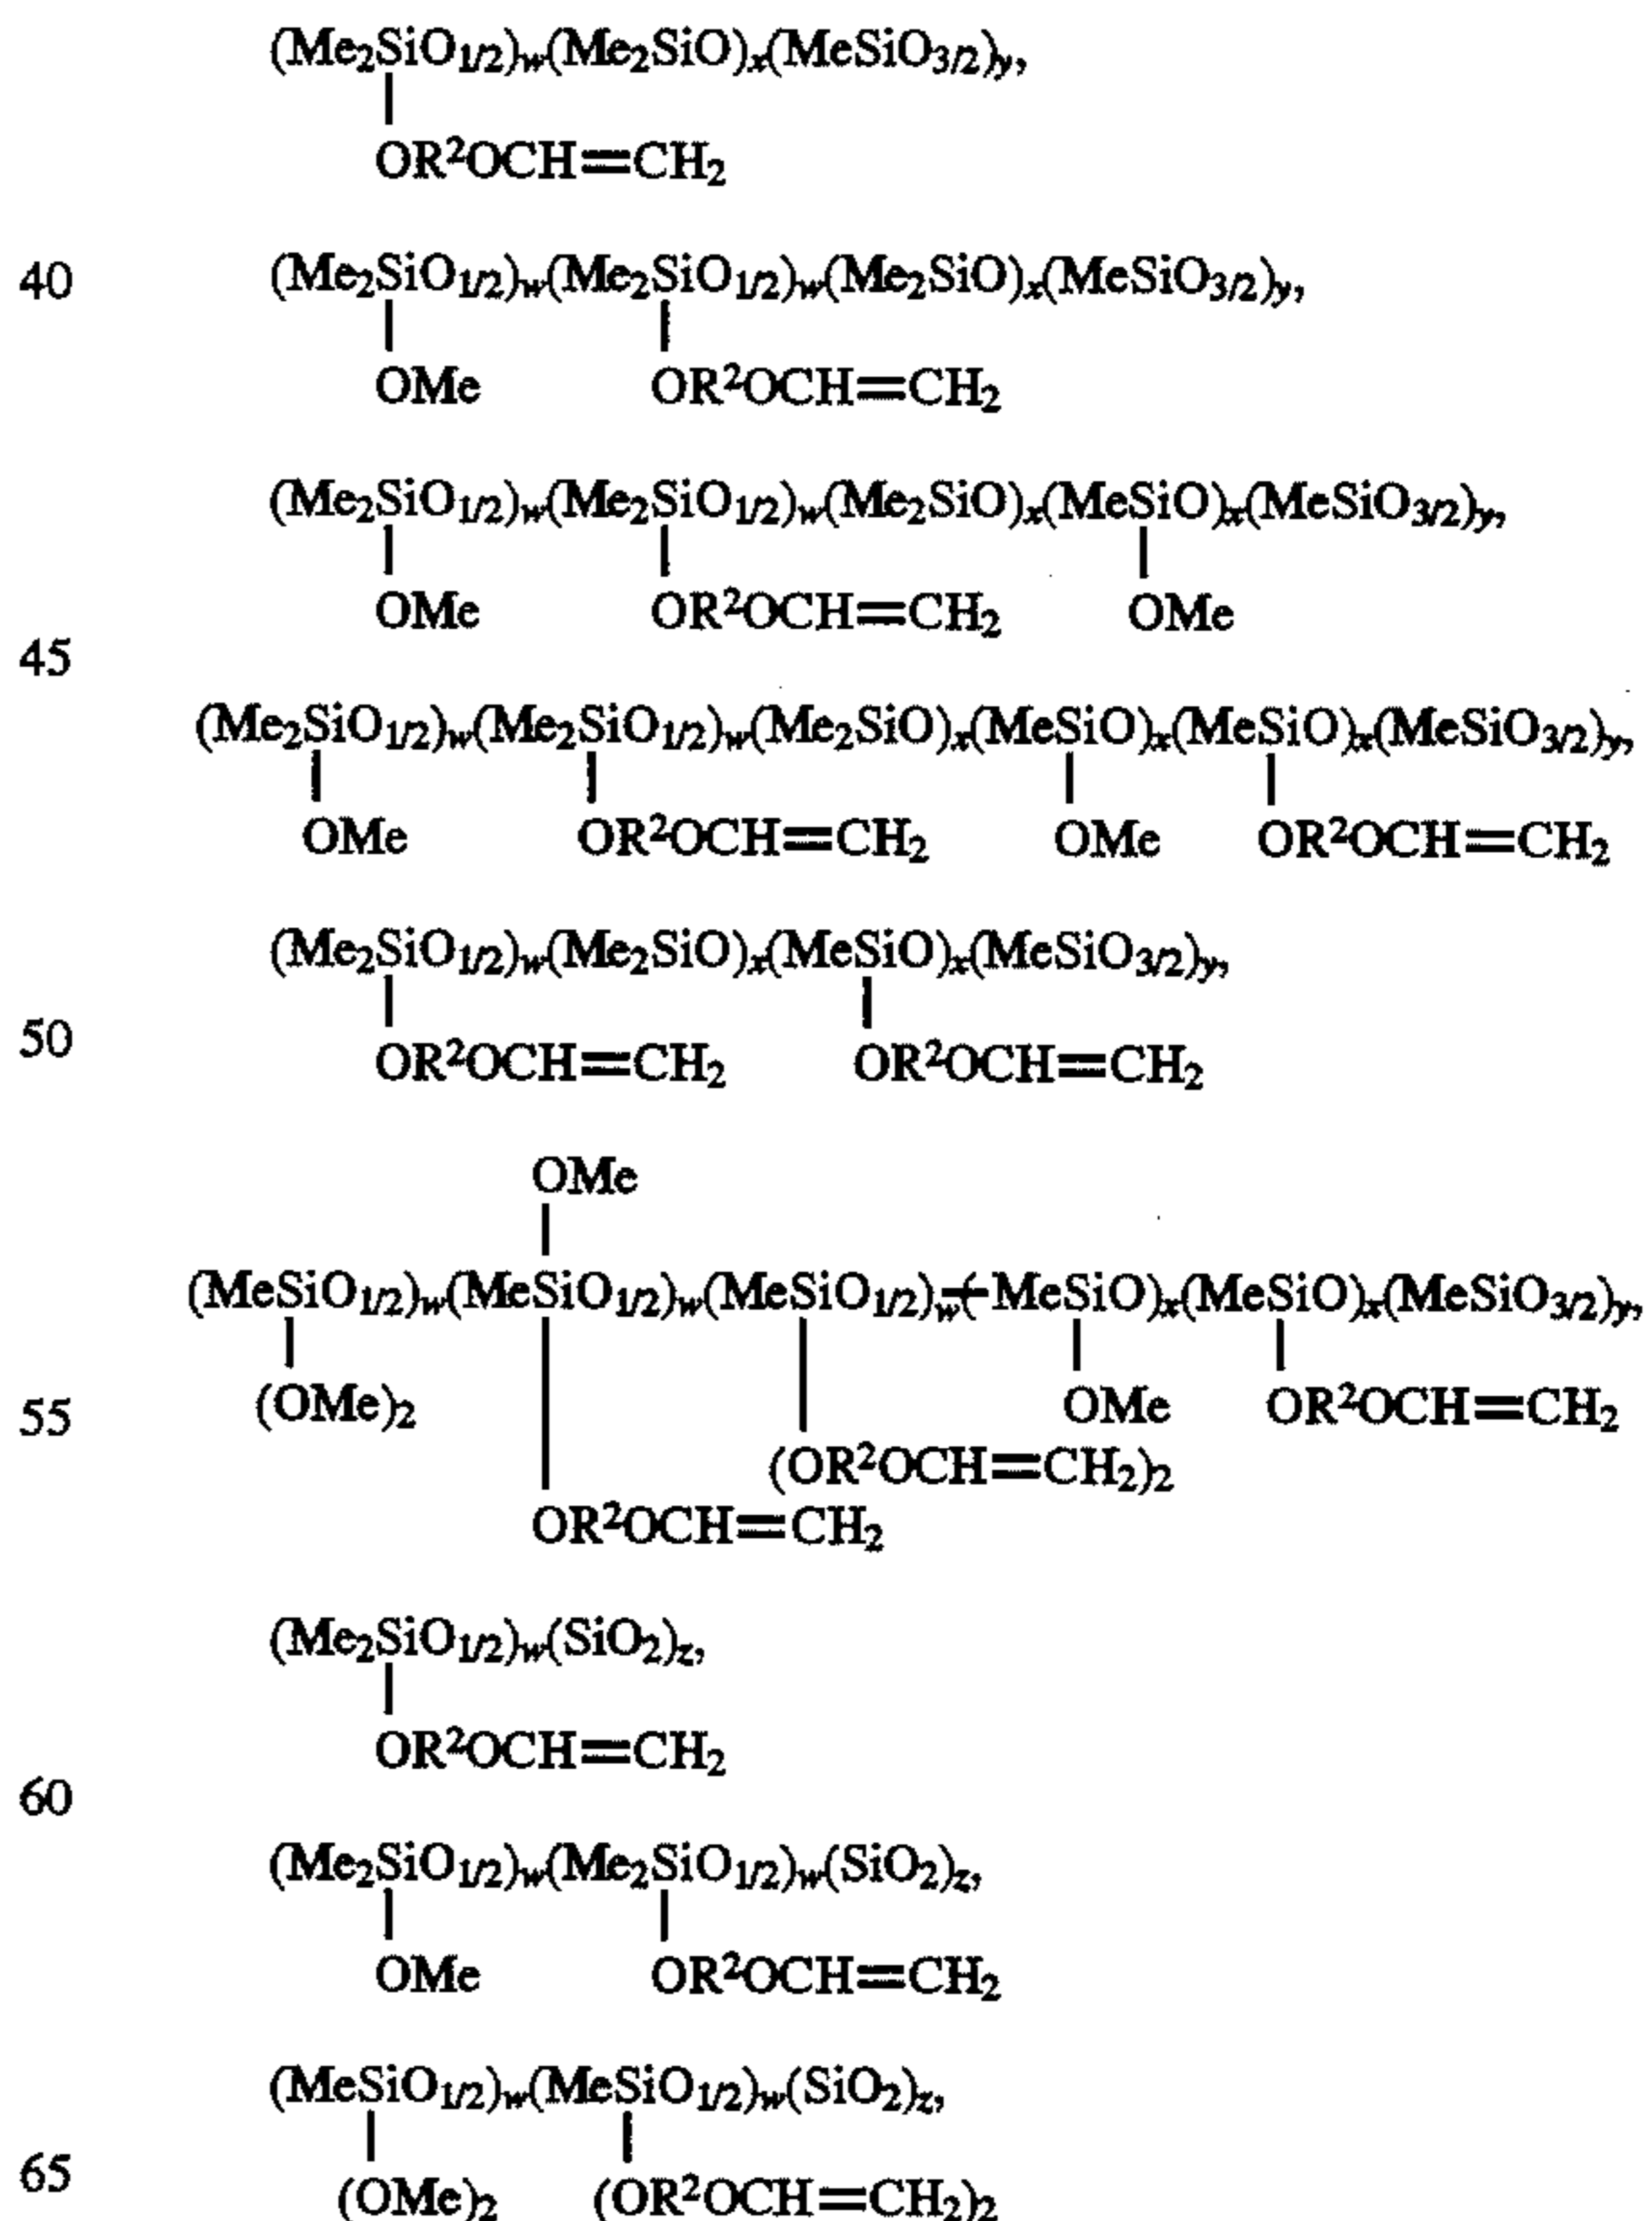 (Me₂SiO₁/₂)w(Me₂SiO)x(MeSiO₃/₂)y,
OR²OCH=CH₂
40 (Me₂SiO₁/₂)w(Me₂SiO₁/₂)w(Me₂SiO)x(MeSiO₃/₂)y,
OMe OR²OCH=CH₂
(Me₂SiO₁/₂)w(Me₂SiO₁/₂)w(Me₂SiO)x(MeSiO)x(MeSiO₃/₂)y,
OMe OR²OCH=CH₂ OMe
45
(Me₂SiO₁/₂)w(Me₂SiO₁/₂)w(Me₂SiO)x(MeSiO)x(MeSiO)x(MeSiO₃/₂)y,
OMe OR²OCH=CH₂ OMe OR²OCH=CH₂
(Me₂SiO₁/₂)w(Me₂SiO)x(MeSiO)x(MeSiO₃/₂)y,
50
OR²OCH=CH₂ OR²OCH=CH₂
OMe
(MeSiO₁/₂)w(MeSiO₁/₂)w(MeSiO₁/₂)w(MeSiO)x(MeSiO)x(MeSiO₃/₂)y,
55 (OMe)₂ OMe OR²OCH=CH₂
(OR²OCH=CH₂)₂
OR²OCH=CH₂
(Me₂SiO₁/₂)w(SiO₂)z,
OR²OCH=CH₂
60
(Me₂SiO₁/₂)w(Me₂SiO₁/₂)w(SiO₂)z,
OMe OR²OCH=CH₂
(MeSiO₁/₂)w(MeSiO₁/₂)w(SiO₂)z,
65 (OMe)₂ (OR²OCH=CH₂)₂